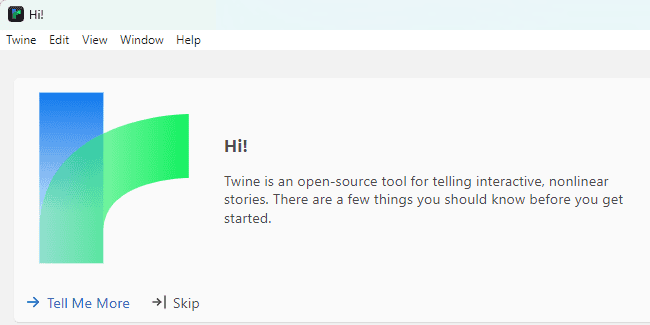 Hi!
Twine Edit View Window Help
Hi!
Twine is an open-source tool for telling interactive, nonlinear
stories. There are a few things you should know before you get
started.
Tell Me More Skip